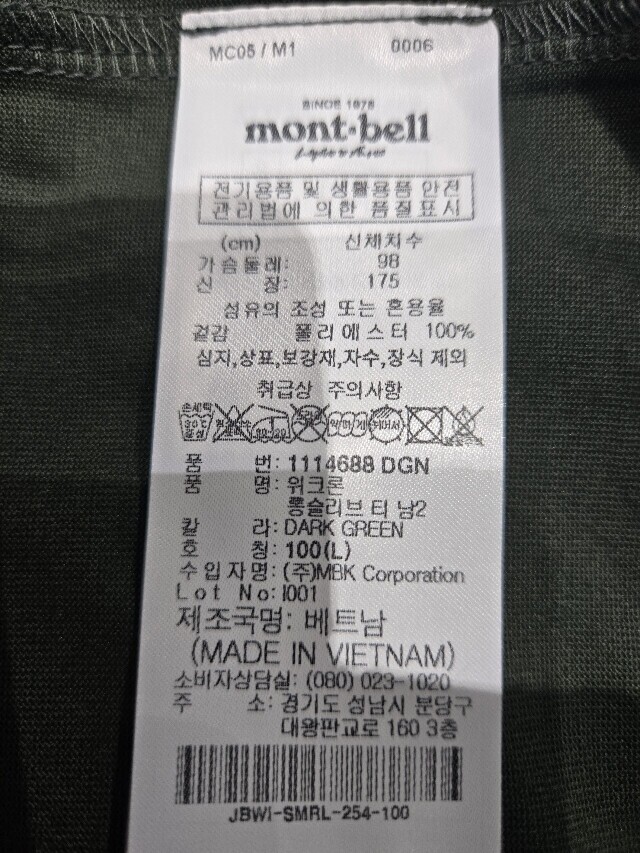 MC05 / M1 0006
SINCE 1975
mont·bell
전기용품 및 생활용품 안전
관리법에 의한 품질표시
(cm) 신체치수
가슴둘레: 98
신 장: 175
섬유의 조성 또는 혼용율
겉감 폴리에스터 100%
심지,상표,보강재,자수,장식 제외
취급상 주의사항
손세탁
30℃
중성
품 번: 1114688 DGN
품 명: 위크론
롱슬리브 티 남2
칼 라: DARK GREEN
호 칭: 100(L)
수입자명: (주)MBK Corporation
Lot No: I001
제조국명: 베트남
(MADE IN VIETNAM)
소비자상담실: (080) 023-1020
주 소: 경기도 성남시 분당구
대왕판교로 160 3층
JBWI-SMRL-254-100